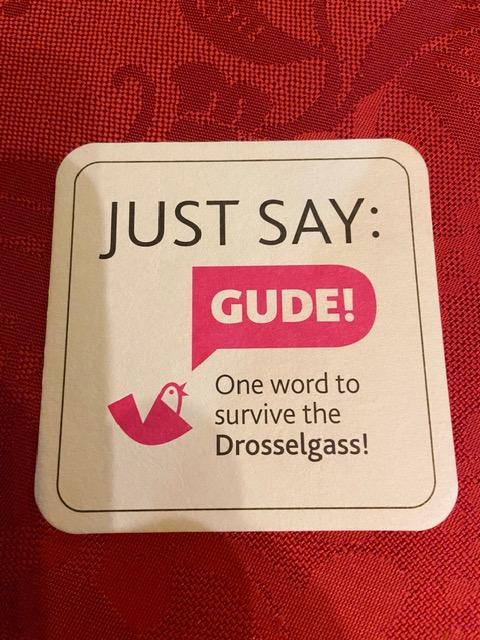 JUST SAY:
GUDE!
One word to
survive the
Drosselgass!